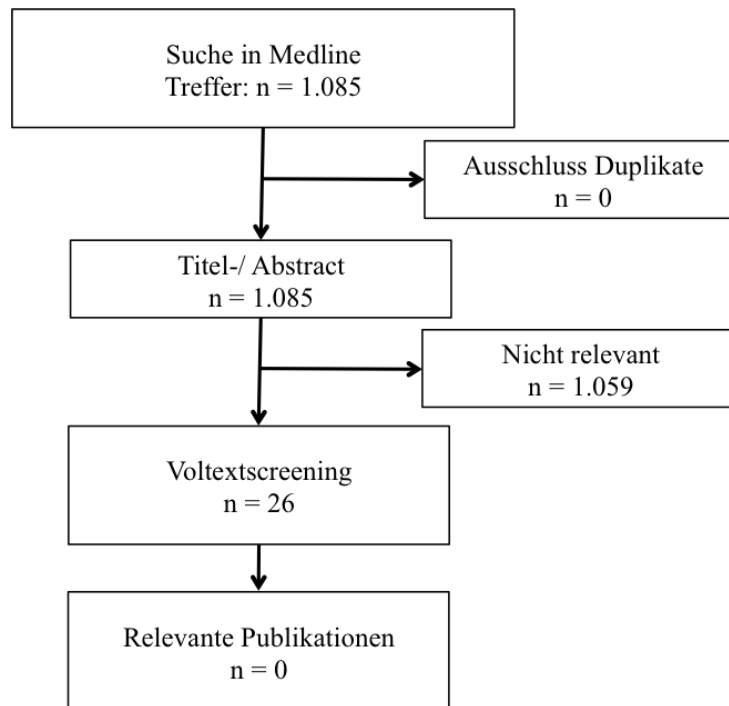 Suche in Medline
Treffer: n = 1.085
Ausschluss Duplikate
n = 0
Titel-/ Abstract
n = 1.085
Nicht relevant
n = 1.059
Voltextscreening
n = 26
Relevante Publikationen
n = 0